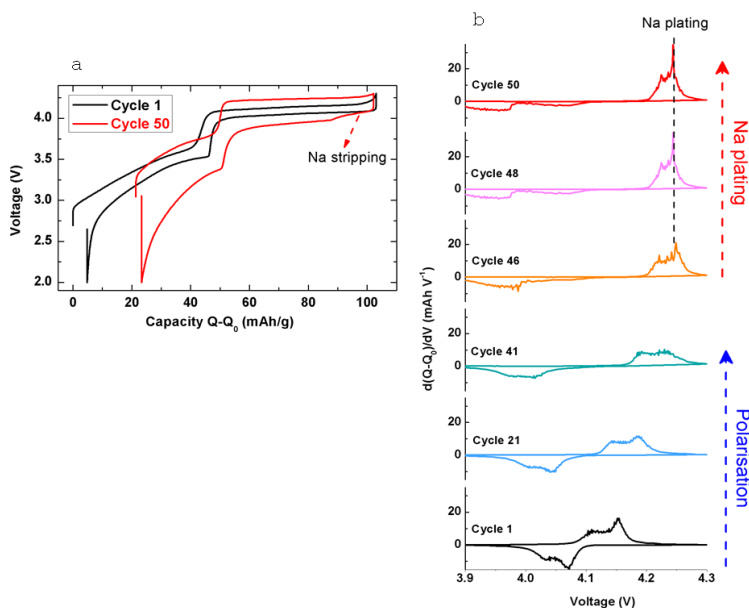 a
Cycle 1
Cycle 50
Na stripping
4.0
3.5
3.0
2.5
2.0
Voltage (V)
0 20 40 60 80 100
Capacity Q-Q₀ (mAh/g)
b
Na plating
Cycle 50
20
0
Cycle 48
20
0
Cycle 46
20
0
Cycle 41
20
0
Cycle 21
20
0
Cycle 1
20
0
d(Q-Q₀)/dV (mAh V⁻¹)
3.9 4.0 4.1 4.2 4.3
Voltage (V)
Na plating
Polarisation